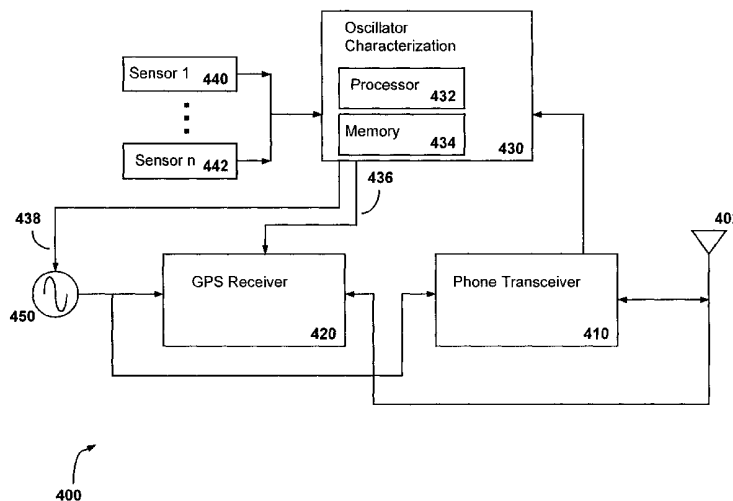 Oscillator
Characterization
Sensor 1
440
Processor
432
Memory
434
Sensor n
442
430
436
438
GPS Receiver
420
Phone Transceiver
410
450
400